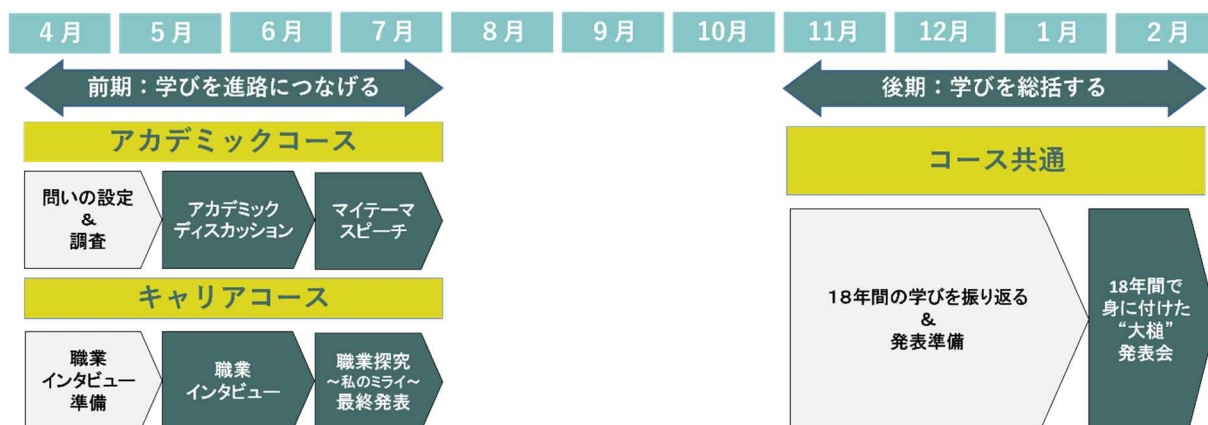 4月
5月
6月
7月
8月
9月
10月
11月
12月
1月
2月
前期：学びを進路につなげる
後期：学びを総括する
アカデミックコース
コース共通
問いの設定
&
調査
アカデミック
ディスカッション
マイテーマ
スピーチ
キャリアコース
職業
インタビュー
準備
職業
インタビュー
職業探究
～私のミライ～
最終発表
18年間の学びを振り返る
&
発表準備
18年間で
身に付けた
“大槌”
発表会